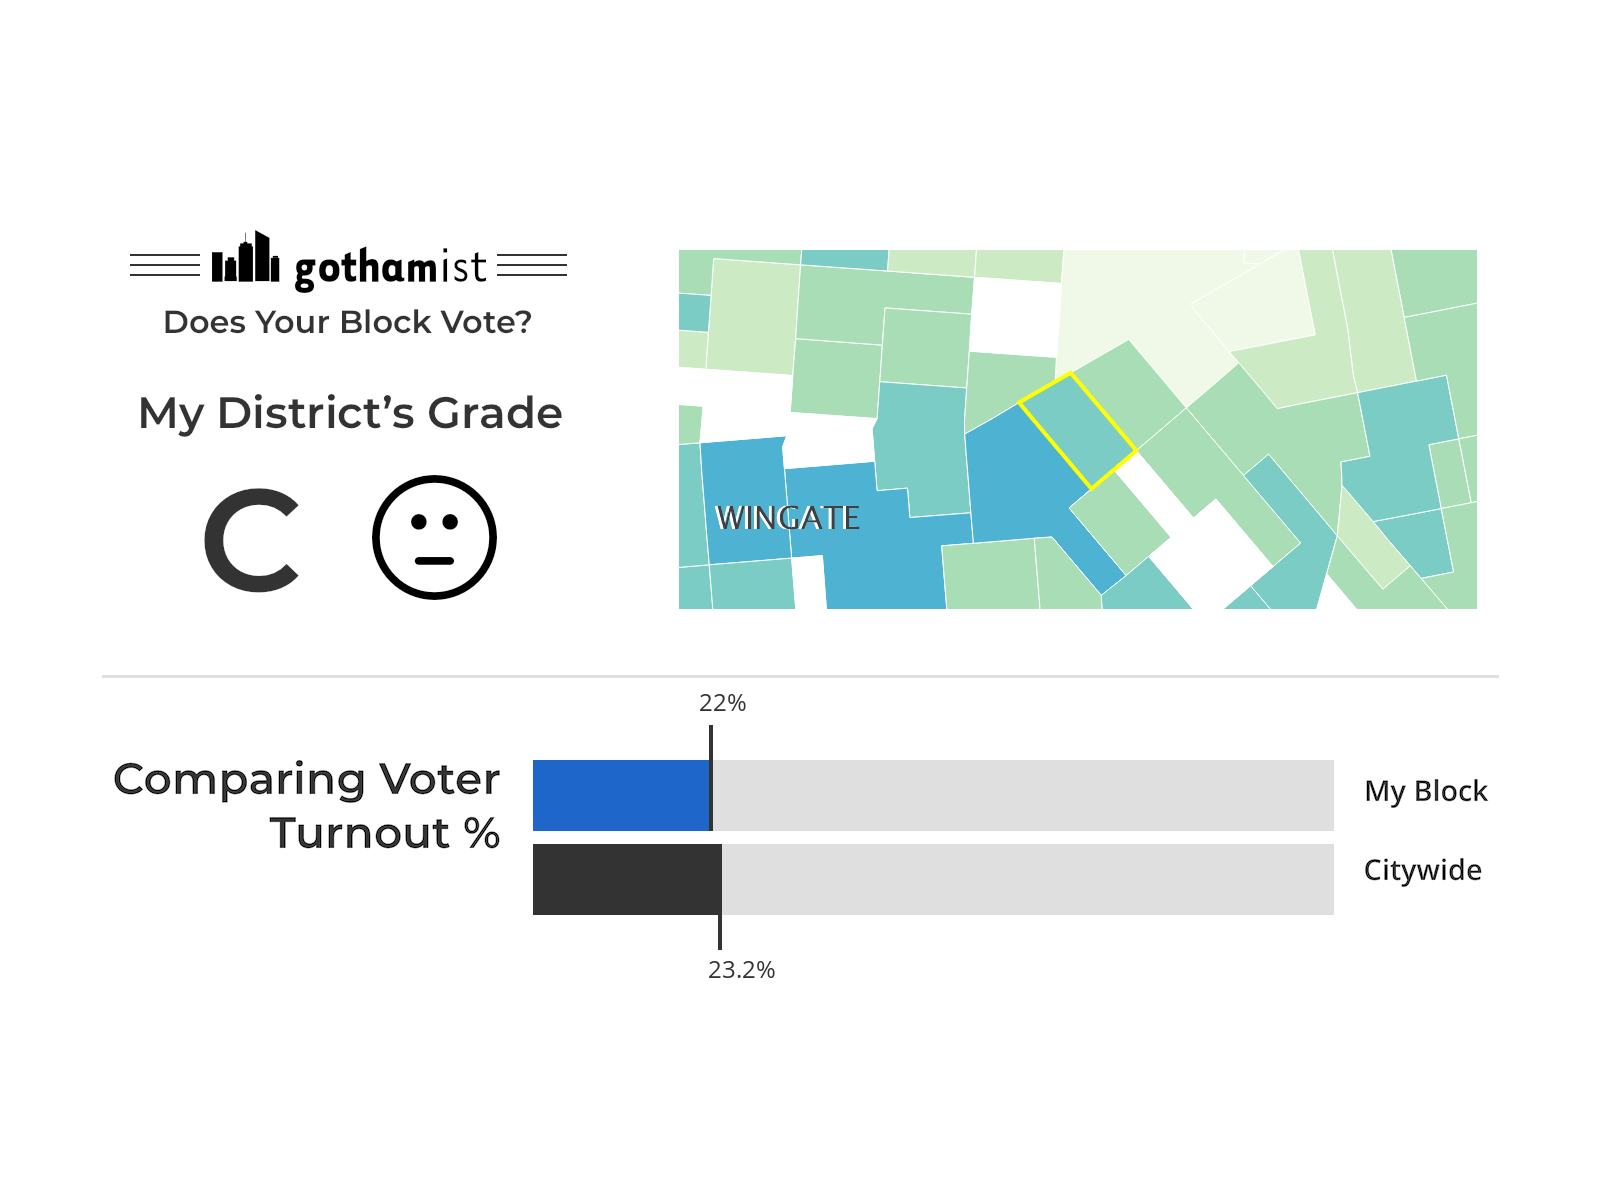 gothamist
Does Your Block Vote?
My District’s Grade
C
WINGATE
22%
Comparing Voter
Turnout %
My Block
Citywide
23.2%